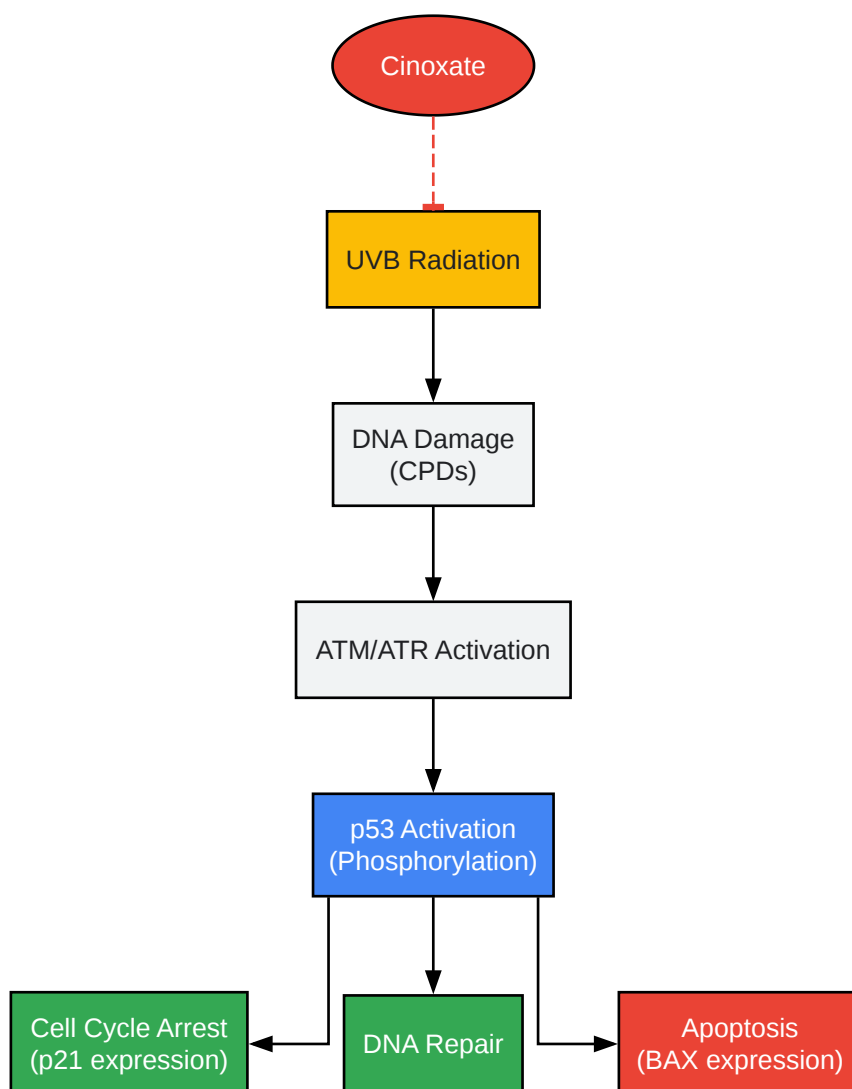 Cinoxate
UVB Radiation
DNA Damage
(CPDs)
ATM/ATR Activation
p53 Activation
(Phosphorylation)
Cell Cycle Arrest
(p21 expression)
DNA Repair
Apoptosis
(BAX expression)